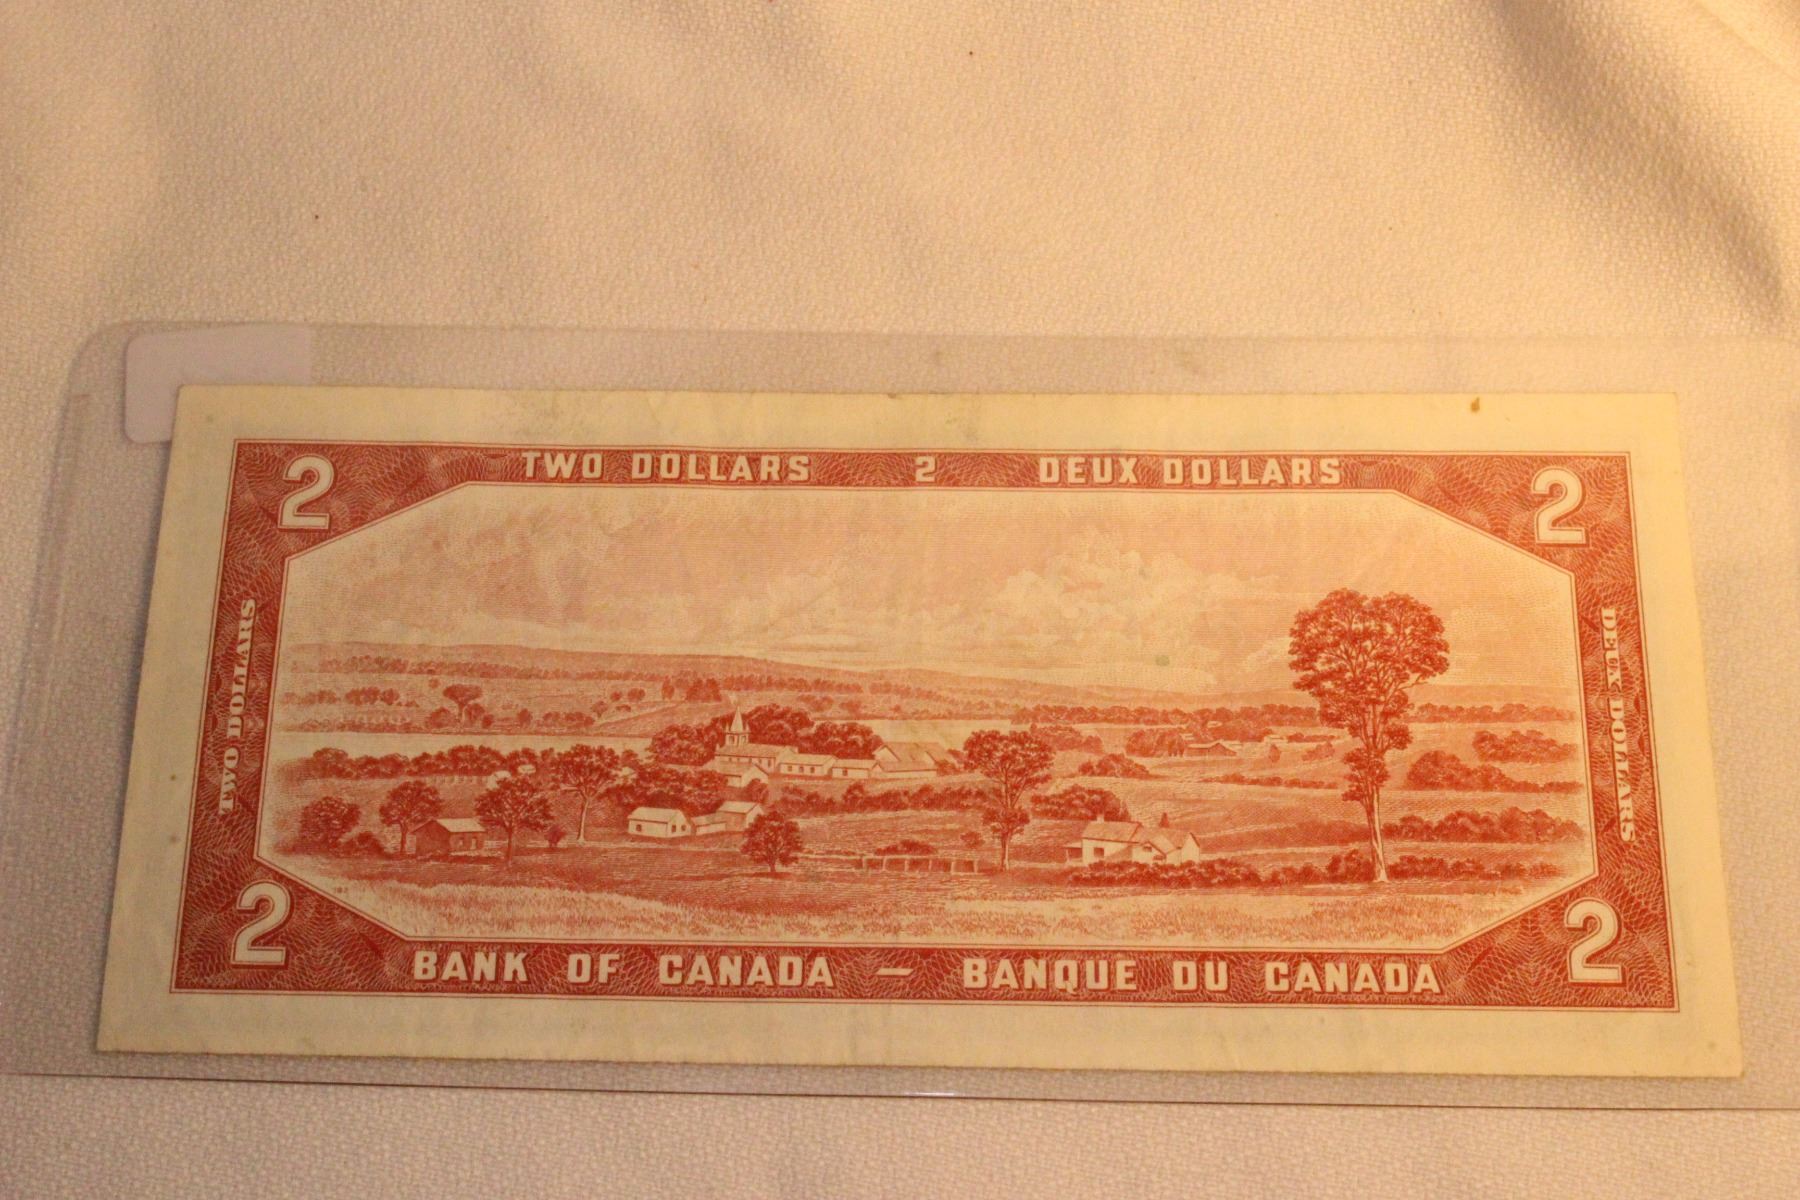 2 TWO DOLLARS 2 DEUX DOLLARS 2
TWO DOLLARS
DEUX DOLLARS
2 BANK OF CANADA — BANQUE DU CANADA 2